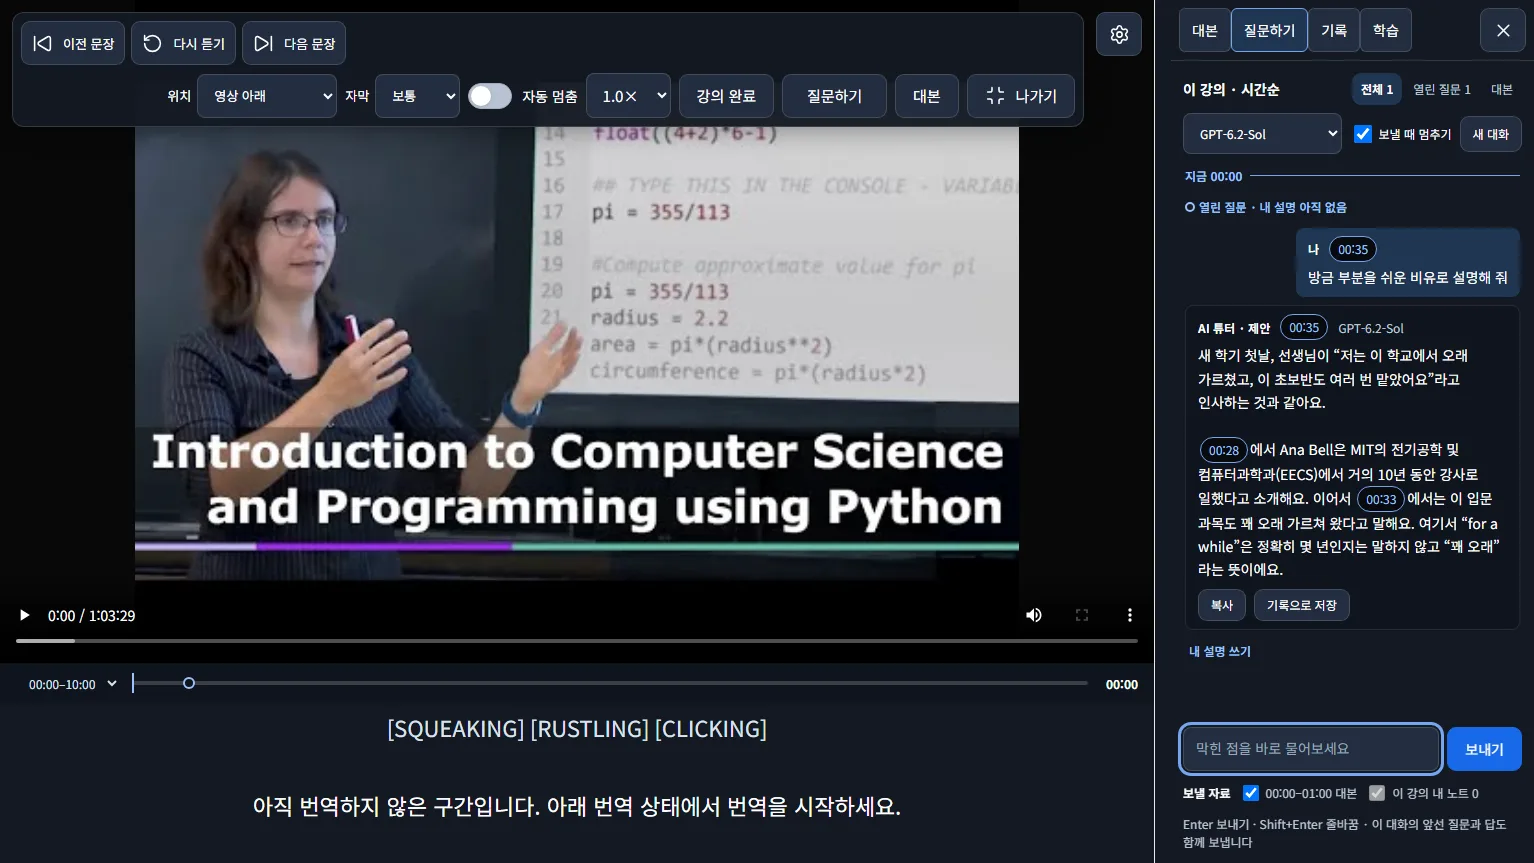 이전 문장
다시 듣기
다음 문장
위치 영상 아래 자막 보통 자동 멈춤 1.0× 강의 완료 질문하기 대본 나가기
14 float((4+2)*6-1)
15
16 ## TYPE THIS IN THE CONSOLE - VARIABL
17 pi = 355/113
18
19 #Compute approximate value for pi
20 pi = 355/113
21 radius = 2.2
area = pi*(radius**2)
circumference = pi*(radius*2)
Introduction to Computer Science
and Programming using Python
0:00 / 1:03:29
00:00–10:00
00:00
[SQUEAKING] [RUSTLING] [CLICKING]
아직 번역하지 않은 구간입니다. 아래 번역 상태에서 번역을 시작하세요.
대본 질문하기 기록 학습
이 강의 · 시간순 전체 1 열린 질문 1 대본
GPT-6.2-Sol 보낼 때 멈추기 새 대화
지금 00:00
열린 질문 · 내 설명 아직 없음
나 00:35
방금 부분을 쉬운 비유로 설명해 줘
AI 튜터 · 제안 00:35 GPT-6.2-Sol
새 학기 첫날, 선생님이 “저는 이 학교에서 오래
가르쳤고, 이 초보반도 여러 번 맡았어요”라고
인사하는 것과 같아요.
00:28 에서 Ana Bell은 MIT의 전기공학 및
컴퓨터과학과(EECS)에서 거의 10년 동안 강사로
일했다고 소개해요. 이어서 00:33 에서는 이 입문
과목도 꽤 오래 가르쳐 왔다고 말해요. 여기서 “for a
while”은 정확히 몇 년인지는 말하지 않고 “꽤 오래”
라는 뜻이에요.
복사 기록으로 저장
내 설명 쓰기
막힌 점을 바로 물어보세요 보내기
보낼 자료 00:00–01:00 대본 이 강의 내 노트 0
Enter 보내기 · Shift+Enter 줄바꿈 · 이 대화의 앞선 질문과 답도
함께 보냅니다